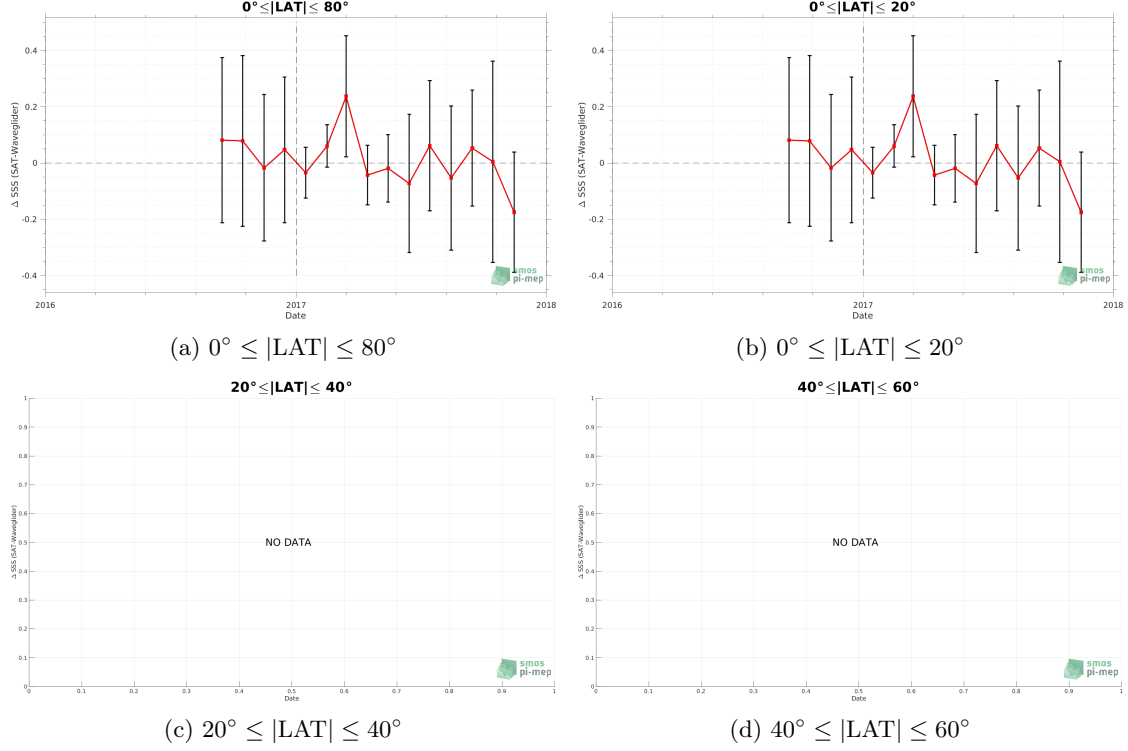 0°≤|LAT|≤ 80°
0.4
0.2
0
-0.2
-0.4
Δ SSS (SAT-Waveglider)
2016
2017
2018
Date
smos
pi-mep
(a) 0° ≤ |LAT| ≤ 80°
0°≤|LAT|≤ 20°
0.4
0.2
0
-0.2
-0.4
Δ SSS (SAT-Waveglider)
2016
2017
2018
Date
smos
pi-mep
(b) 0° ≤ |LAT| ≤ 20°
20°≤|LAT|≤ 40°
1
0.9
0.8
0.7
0.6
0.5
0.4
0.3
0.2
0.1
0
Δ SSS (SAT-Waveglider)
NO DATA
0 0.1 0.2 0.3 0.4 0.5 0.6 0.7 0.8 0.9 1
Date
smos
pi-mep
(c) 20° ≤ |LAT| ≤ 40°
40°≤|LAT|≤ 60°
1
0.9
0.8
0.7
0.6
0.5
0.4
0.3
0.2
0.1
0
Δ SSS (SAT-Waveglider)
NO DATA
0 0.1 0.2 0.3 0.4 0.5 0.6 0.7 0.8 0.9 1
Date
smos
pi-mep
(d) 40° ≤ |LAT| ≤ 60°